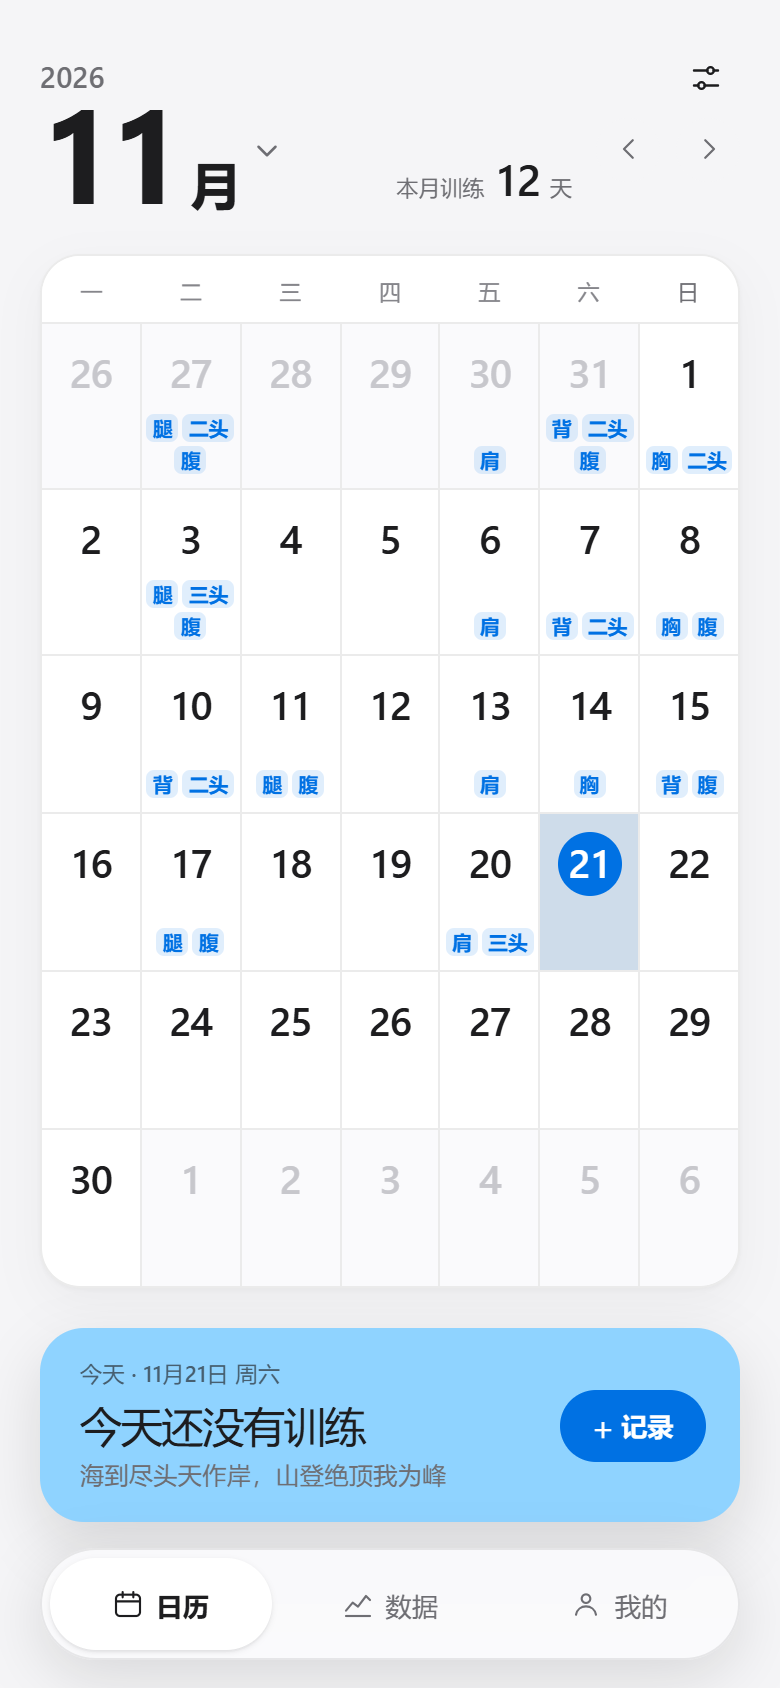 2026
11月
本月训练 12 天
一 二 三 四 五 六 日
26 27 28 29 30 31 1
腿 二头 背 二头
腹 肩 腹 胸 二头
2 3 4 5 6 7 8
腿 三头
腹 肩 背 二头 胸 腹
9 10 11 12 13 14 15
背 二头 腿 腹 肩 胸 背 腹
16 17 18 19 20 21 22
腿 腹 肩 三头
23 24 25 26 27 28 29
30 1 2 3 4 5 6
今天 · 11月21日 周六
今天还没有训练
+ 记录
海到尽头天作岸，山登绝顶我为峰
日历 数据 我的